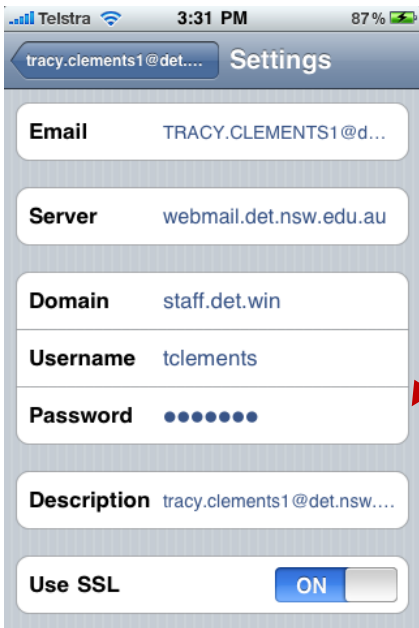 Telstra 3:31 PM 87%
tracy.clements1@det.... Settings
Email TRACY.CLEMENTS1@d...
Server webmail.det.nsw.edu.au
Domain staff.det.win
Username tclements
Password ●●●●●●●
Description tracy.clements1@det.nsw....
Use SSL ON